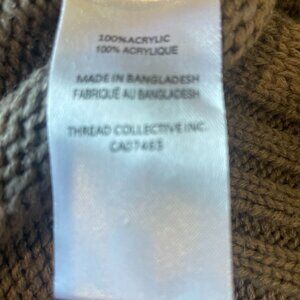 100% ACRYLIC
100% ACRYLIQUE
MADE IN BANGLADESH
FABRIQUÉ AU BANGLADESH
THREAD COLLECTIVE INC.
CA07463